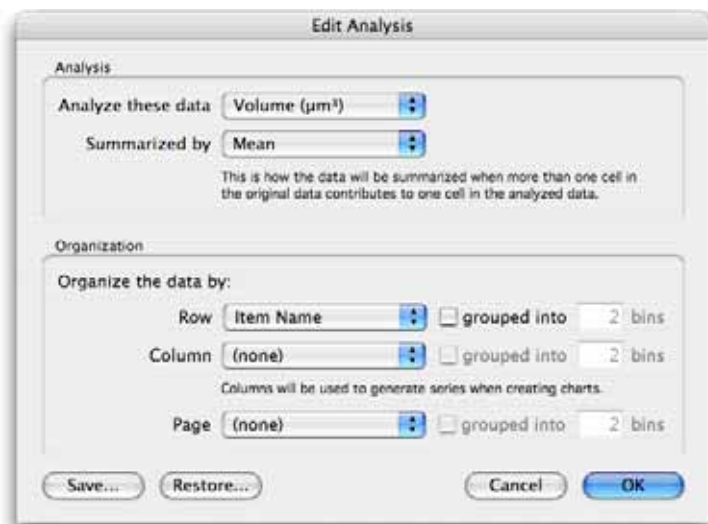 Edit Analysis
Analysis
Analyze these data Volume (µm³)
Summarized by Mean
This is how the data will be summarized when more than one cell in
the original data contributes to one cell in the analyzed data.
Organization
Organize the data by:
Row Item Name grouped into 2 bins
Column (none) grouped into 2 bins
Columns will be used to generate series when creating charts.
Page (none) grouped into 2 bins
Save... Restore... Cancel OK